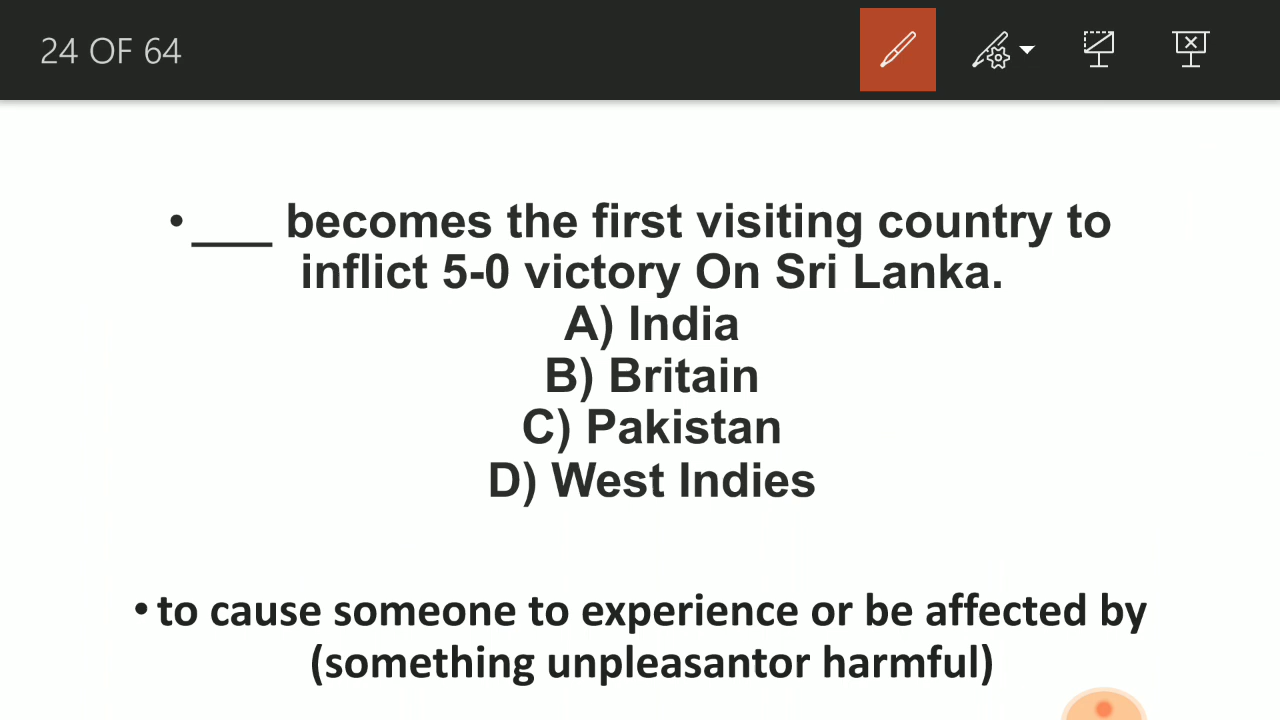 24 OF 64
• ___ becomes the first visiting country to
inflict 5-0 victory On Sri Lanka.
A) India
B) Britain
C) Pakistan
D) West Indies
• to cause someone to experience or be affected by
(something unpleasantor harmful)